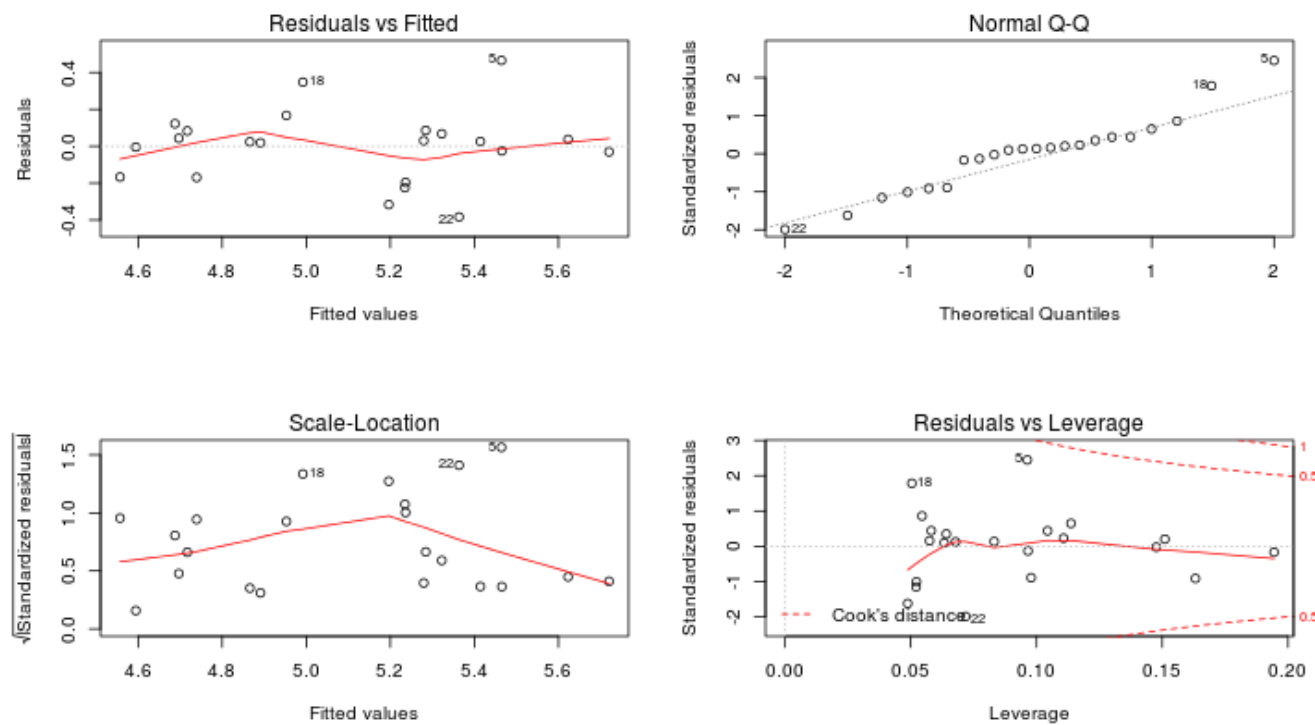 Residuals vs Fitted
Residuals
0.4
0.0
-0.4
5
18
22
4.6 4.8 5.0 5.2 5.4 5.6
Fitted values
Normal Q-Q
Standardized residuals
2
1
0
-1
-2
5
18
22
-2 -1 0 1 2
Theoretical Quantiles
Scale-Location
√|Standardized residuals|
1.5
1.0
0.5
0.0
5
22
18
4.6 4.8 5.0 5.2 5.4 5.6
Fitted values
Residuals vs Leverage
Standardized residuals
3
2
1
0
-1
-2
5
18
1
0.5
Cook's distance
22
0.5
0.00 0.05 0.10 0.15 0.20
Leverage